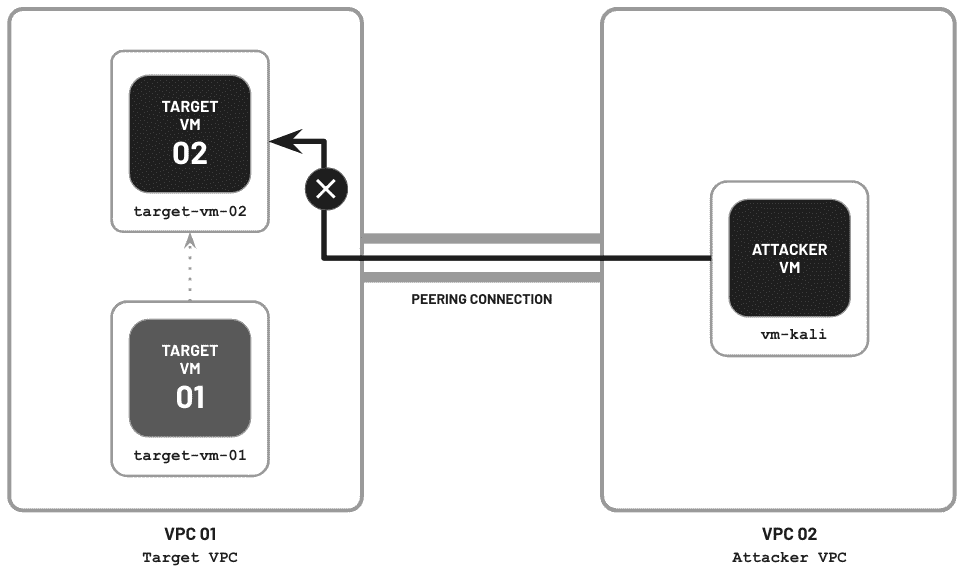 TARGET
VM
02
target-vm-02
ATTACKER
VM
vm-kali
PEERING CONNECTION
TARGET
VM
01
target-vm-01
VPC 01
Target VPC
VPC 02
Attacker VPC